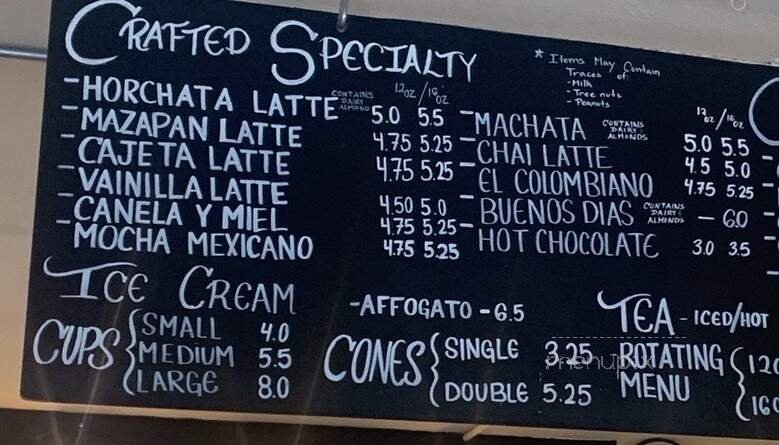 CRAFTED SPECIALTY
* Items May Contain
Traces of:
- Milk
- Tree nuts
- Peanuts
12oz/16oz
- HORCHATA LATTE CONTAINS DAIRY & ALMONDS 5.0 5.5
- MAZAPAN LATTE 4.75 5.25
- CAJETA LATTE 4.75 5.25
- VAINILLA LATTE 4.50 5.0
- CANELA Y MIEL 4.75 5.25
- MOCHA MEXICANO 4.75 5.25
12oz/16oz
- MACHATA CONTAINS DAIRY & ALMONDS 5.0 5.5
- CHAI LATTE 4.5 5.0
- EL COLOMBIANO 4.75 5.25
- BUENOS DIAS CONTAINS DAIRY & ALMONDS — 6.0
- HOT CHOCOLATE 3.0 3.5
ICE CREAM
CUPS
SMALL 4.0
MEDIUM 5.5
LARGE 8.0
- AFFOGATO - 6.5
CONES
SINGLE 3.25
DOUBLE 5.25
TEA - ICED/HOT
ROTATING
MENU
menupix